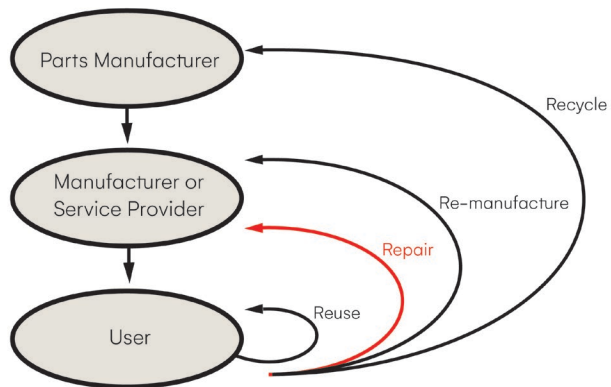 Parts Manufacturer
Recycle
Manufacturer or
Service Provider
Re-manufacture
Repair
Reuse
User